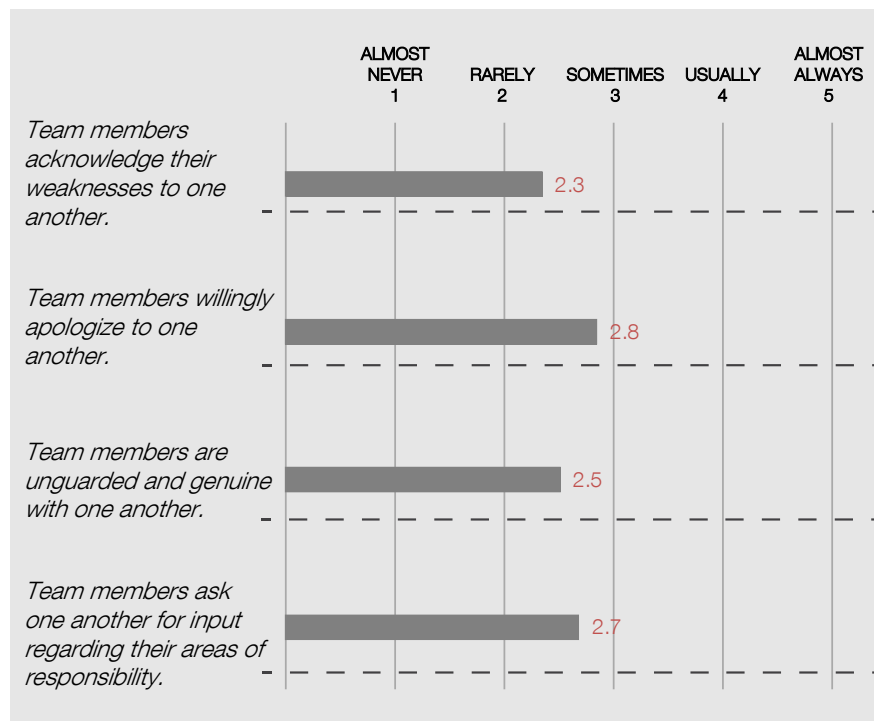 ALMOST NEVER 1
RARELY 2
SOMETIMES 3
USUALLY 4
ALMOST ALWAYS 5
Team members
acknowledge their
weaknesses to one
another.
2.3
Team members willingly
apologize to one
another.
2.8
Team members are
unguarded and genuine
with one another.
2.5
Team members ask
one another for input
regarding their areas of
responsibility.
2.7